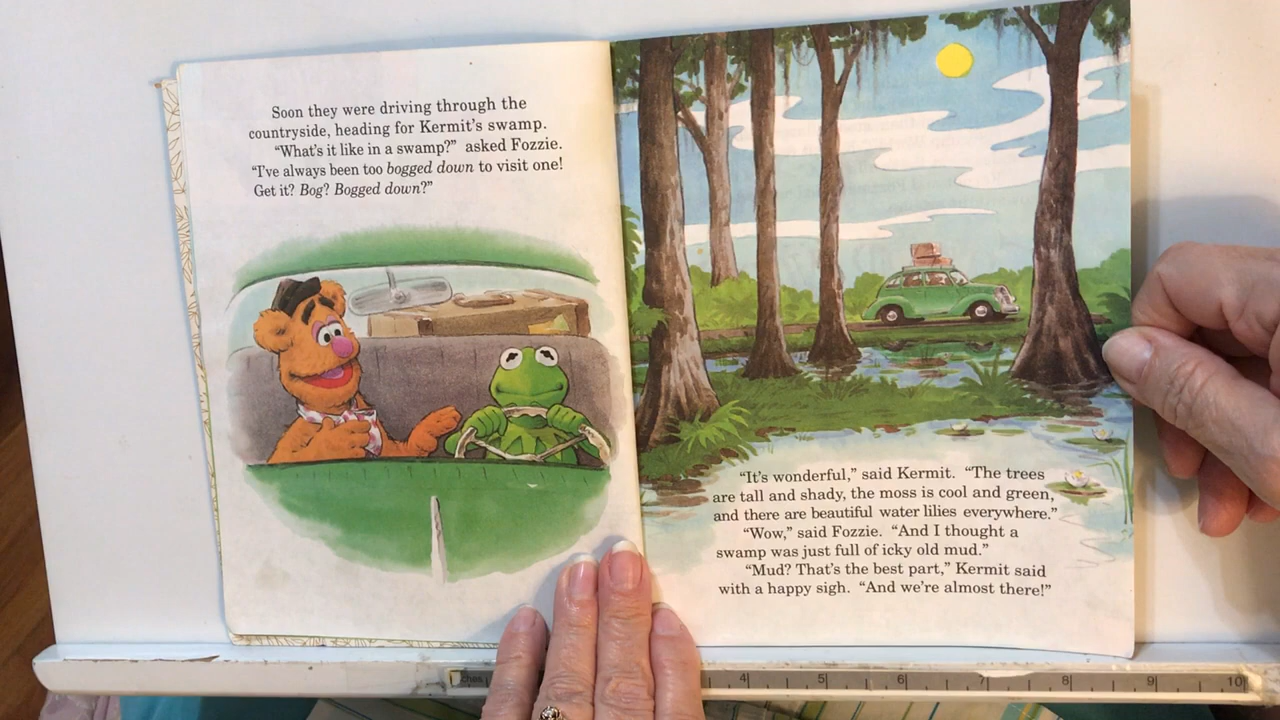 Soon they were driving through the
countryside, heading for Kermit's swamp.
"What's it like in a swamp?" asked Fozzie.
"I've always been too bogged down to visit one!
Get it? Bog? Bogged down?"
"It's wonderful," said Kermit. "The trees
are tall and shady, the moss is cool and green,
and there are beautiful water lilies everywhere."
"Wow," said Fozzie. "And I thought a
swamp was just full of icky old mud."
"Mud? That's the best part," Kermit said
with a happy sigh. "And we're almost there!"
4 5 6 7 8 9 10